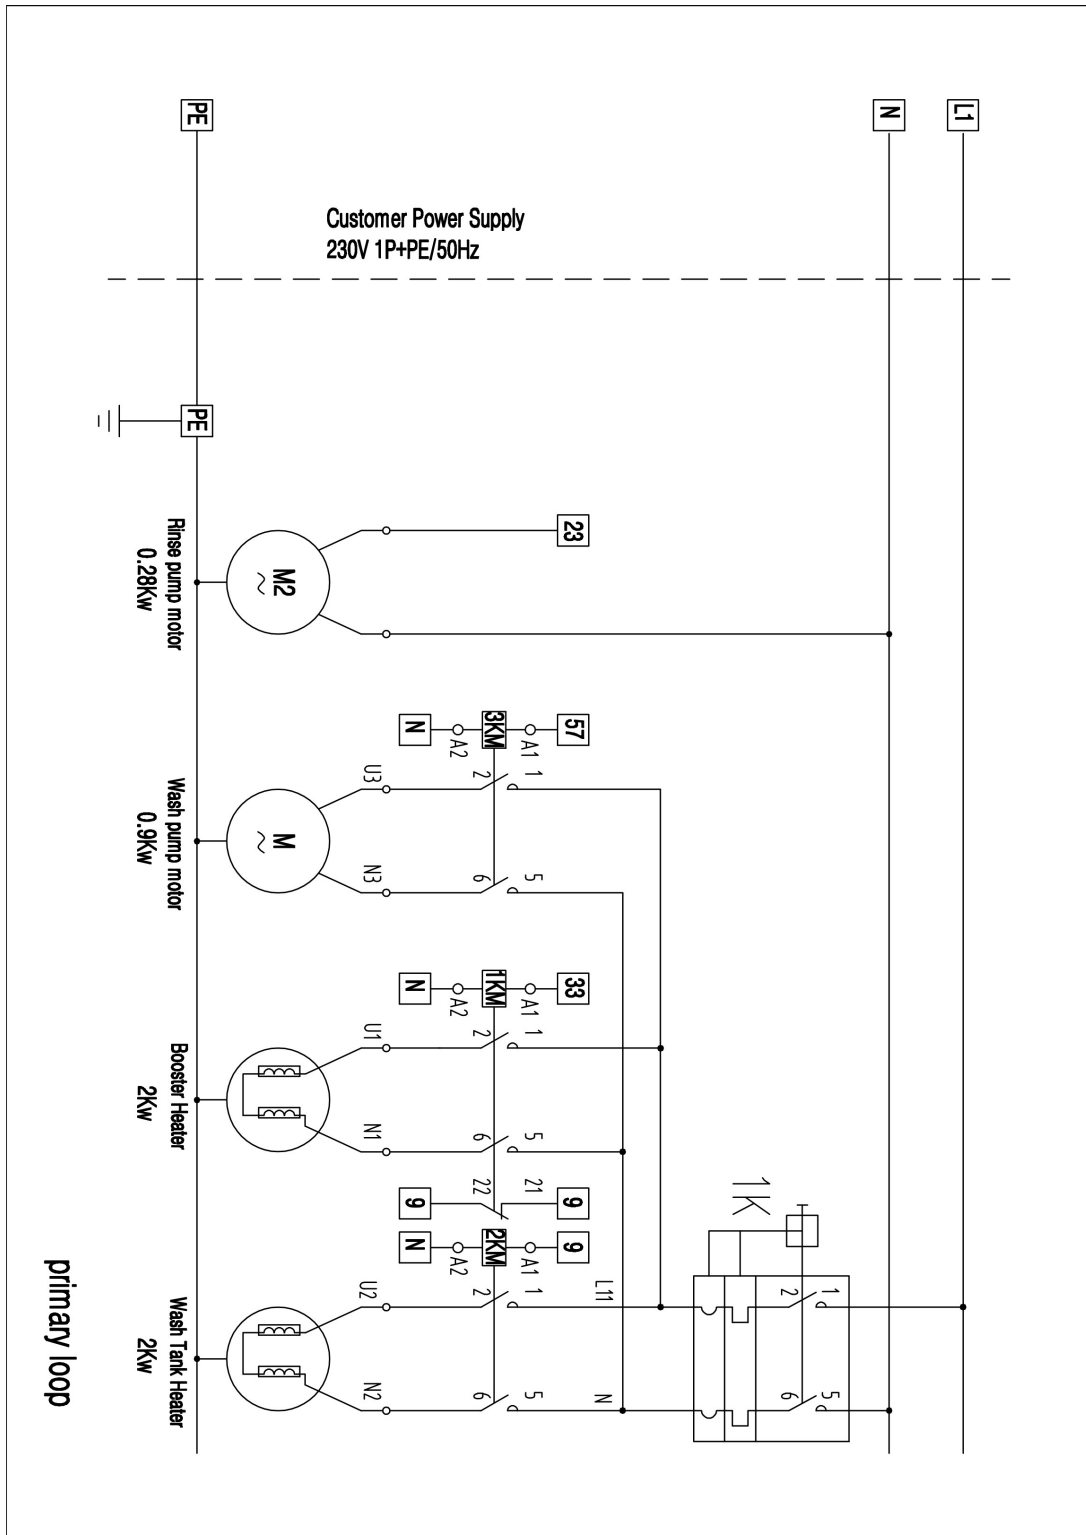 PE
N
L1
Customer Power Supply
230V 1P+PE/50Hz
PE
Rinse pump motor
0.28Kw
M2
~
23
Wash pump motor
0.9Kw
M
~
U3
N3
N
A2
3KM
A1
57
2
1
6
5
Booster Heater
2Kw
U1
N1
N
A2
1KM
A1
33
2
1
6
5
9
22
21
9
Wash Tank Heater
2Kw
U2
N2
N
A2
2KM
A1
9
2
1
6
5
L11
N
1K
2
1
6
5
primary loop